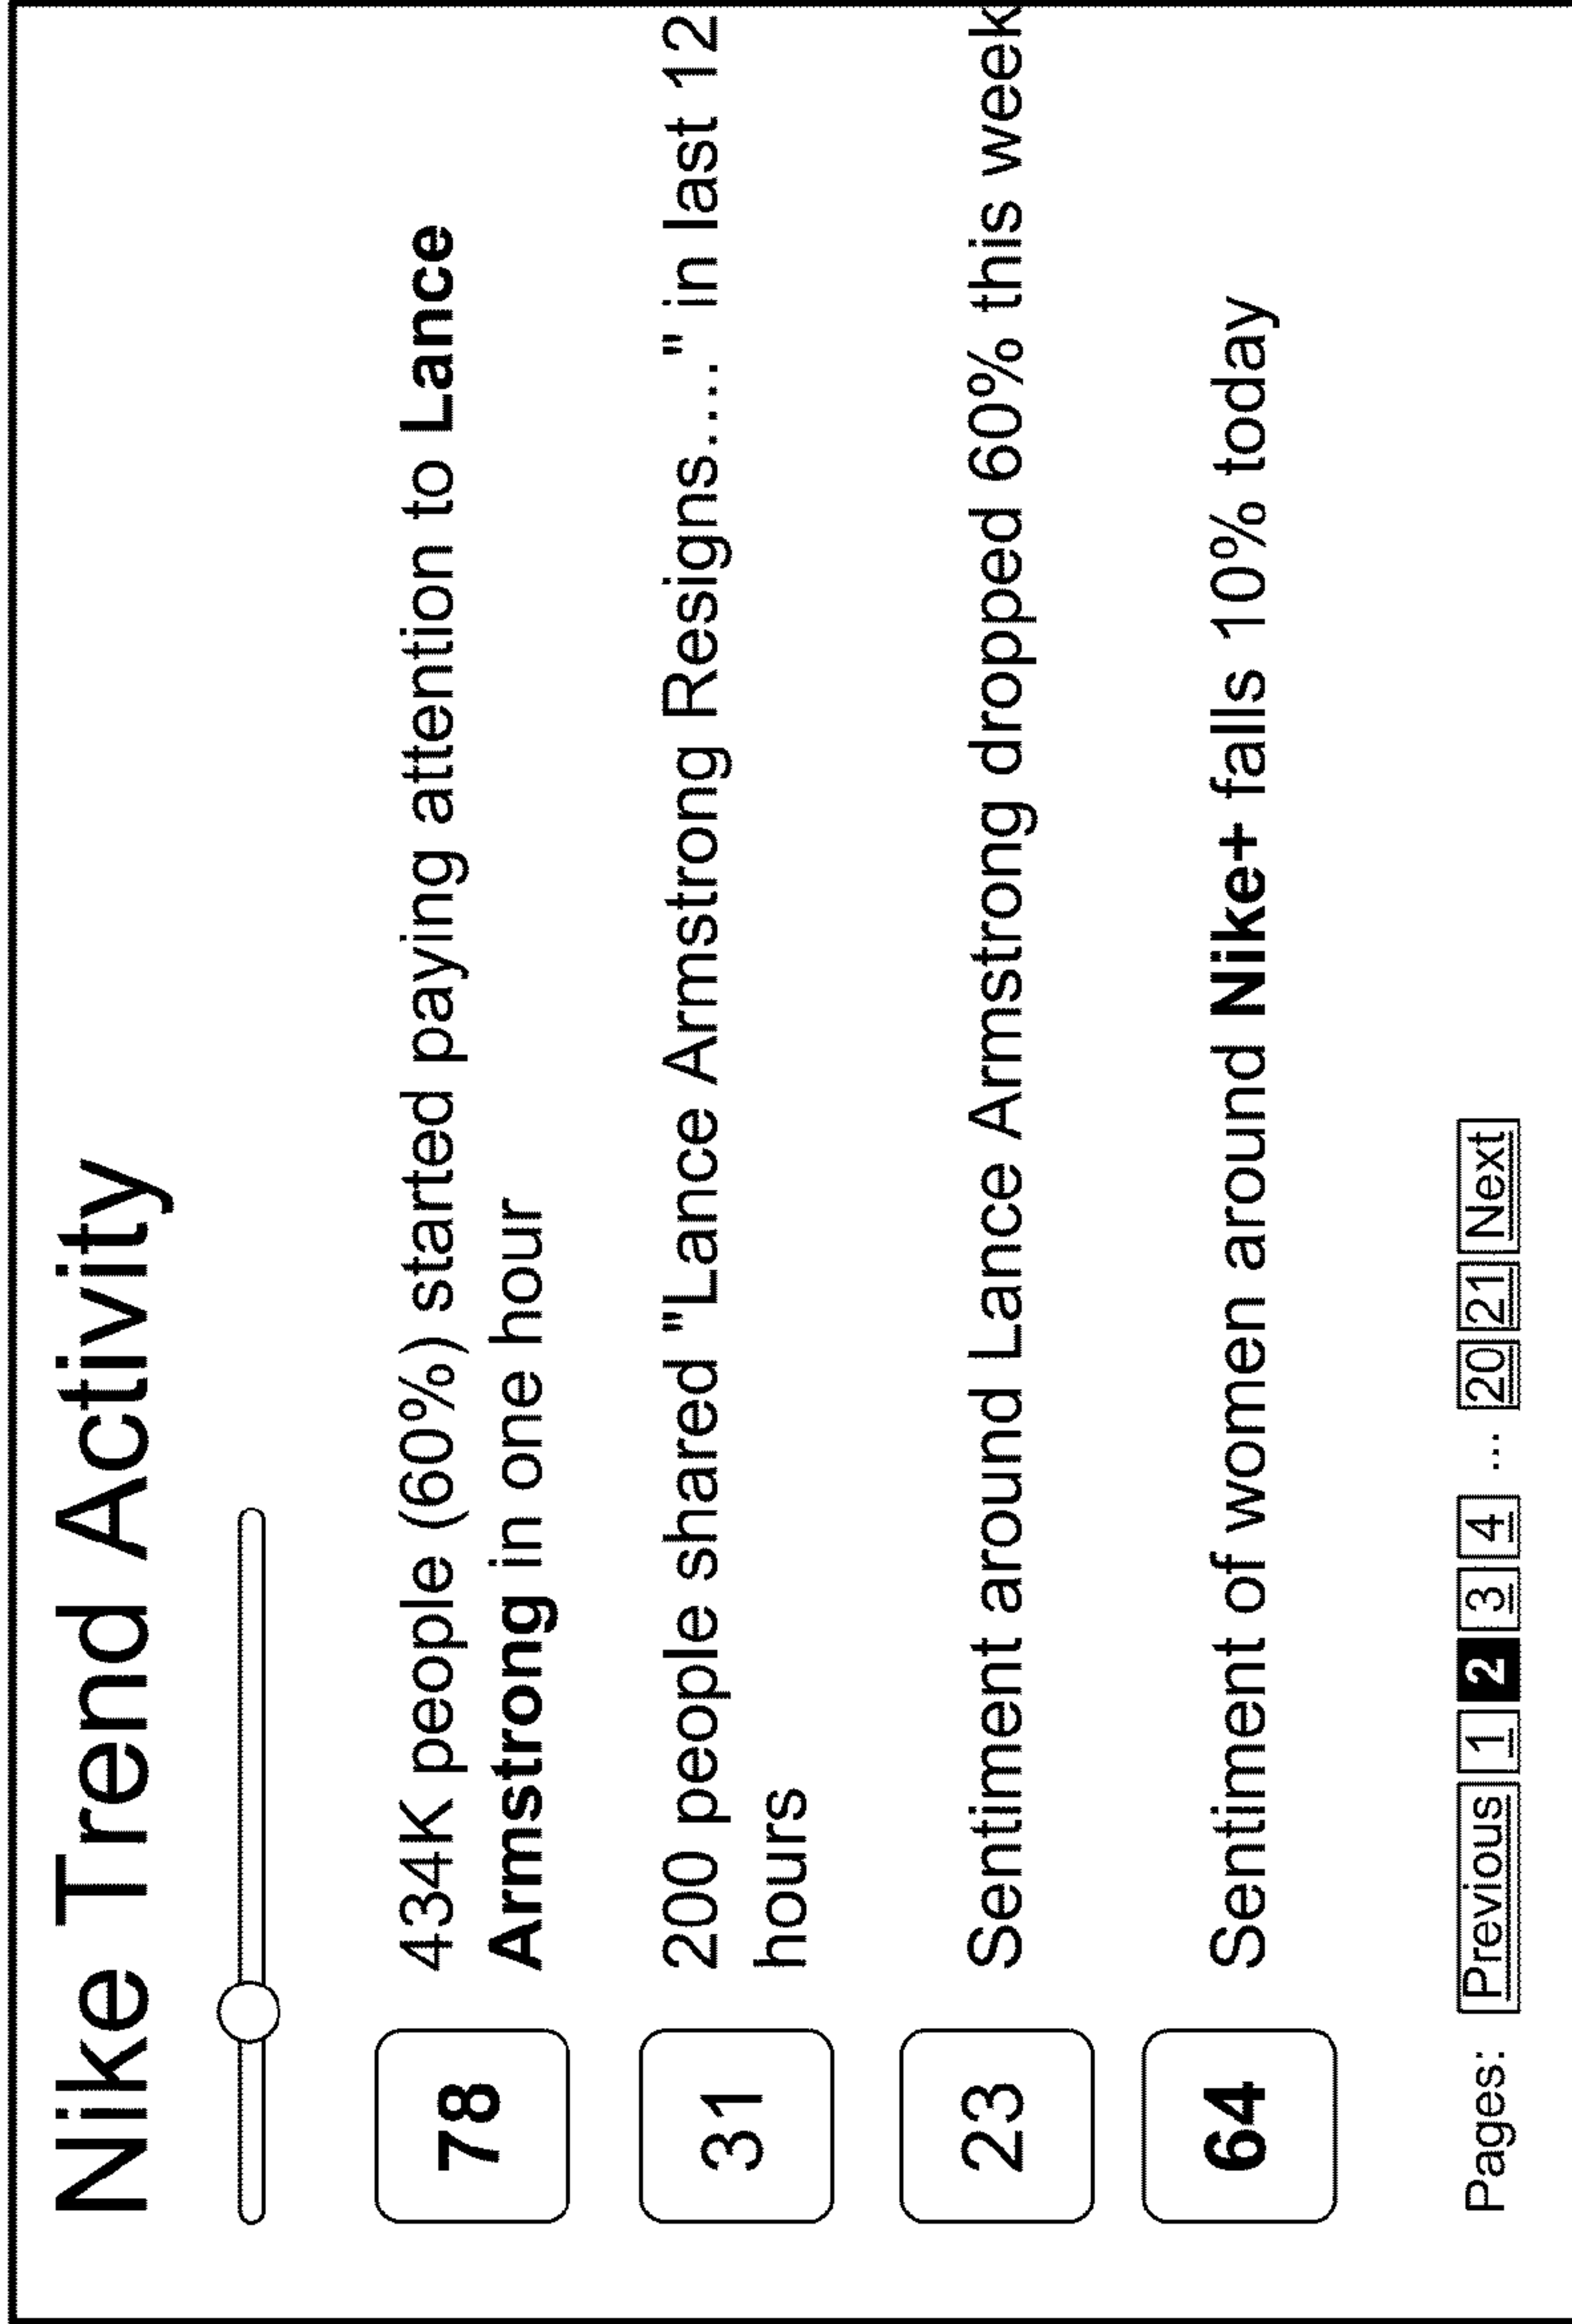 Nike Trend Activity
78
434K people (60%) started paying attention to Lance
Armstrong in one hour
31
200 people shared "Lance Armstrong Resigns...." in last 12
hours
23
Sentiment around Lance Armstrong dropped 60% this week
64
Sentiment of women around Nike+ falls 10% today
Pages: Previous 1 2 3 4 ... 20 21 Next